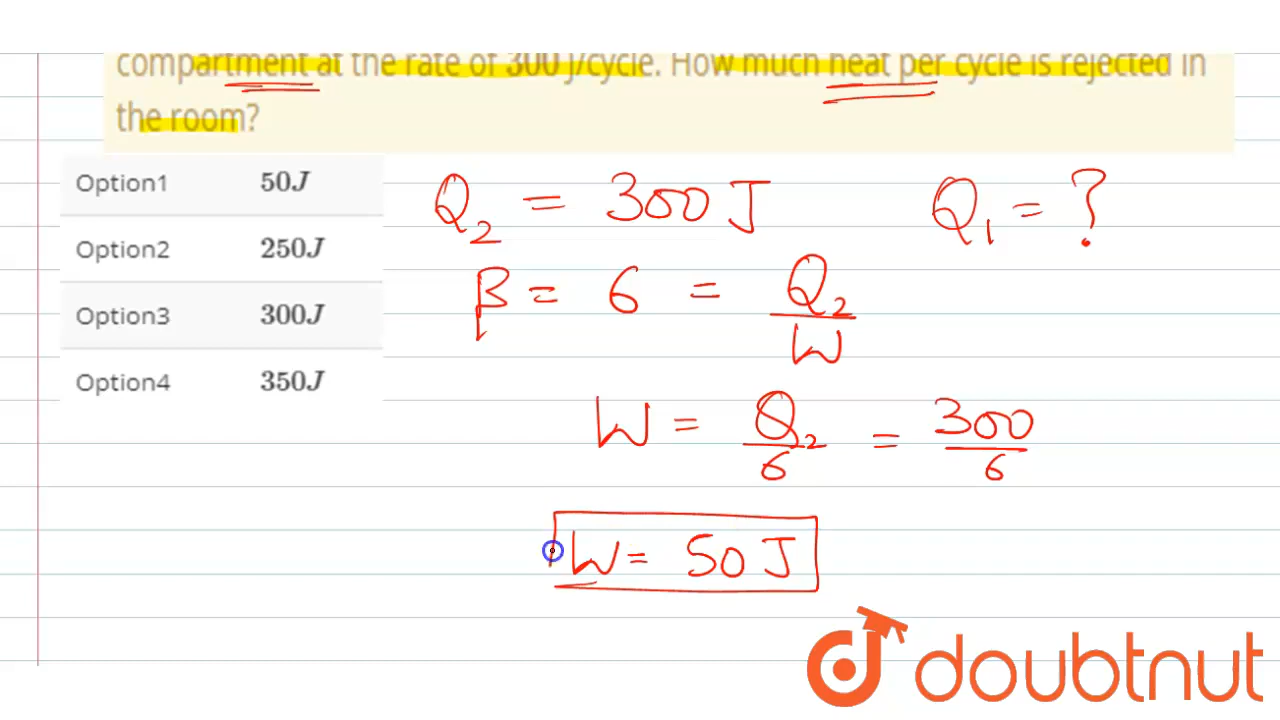 compartment at the rate of 300 J/cycle. How much heat per cycle is rejected in
the room?
Option1 50J
Option2 250J
Option3 300J
Option4 350J
Q₂ = 300 J Q₁ = ?
β = 6 = Q₂/W
W = Q₂/6 = 300/6
W = 50 J
doubtnut